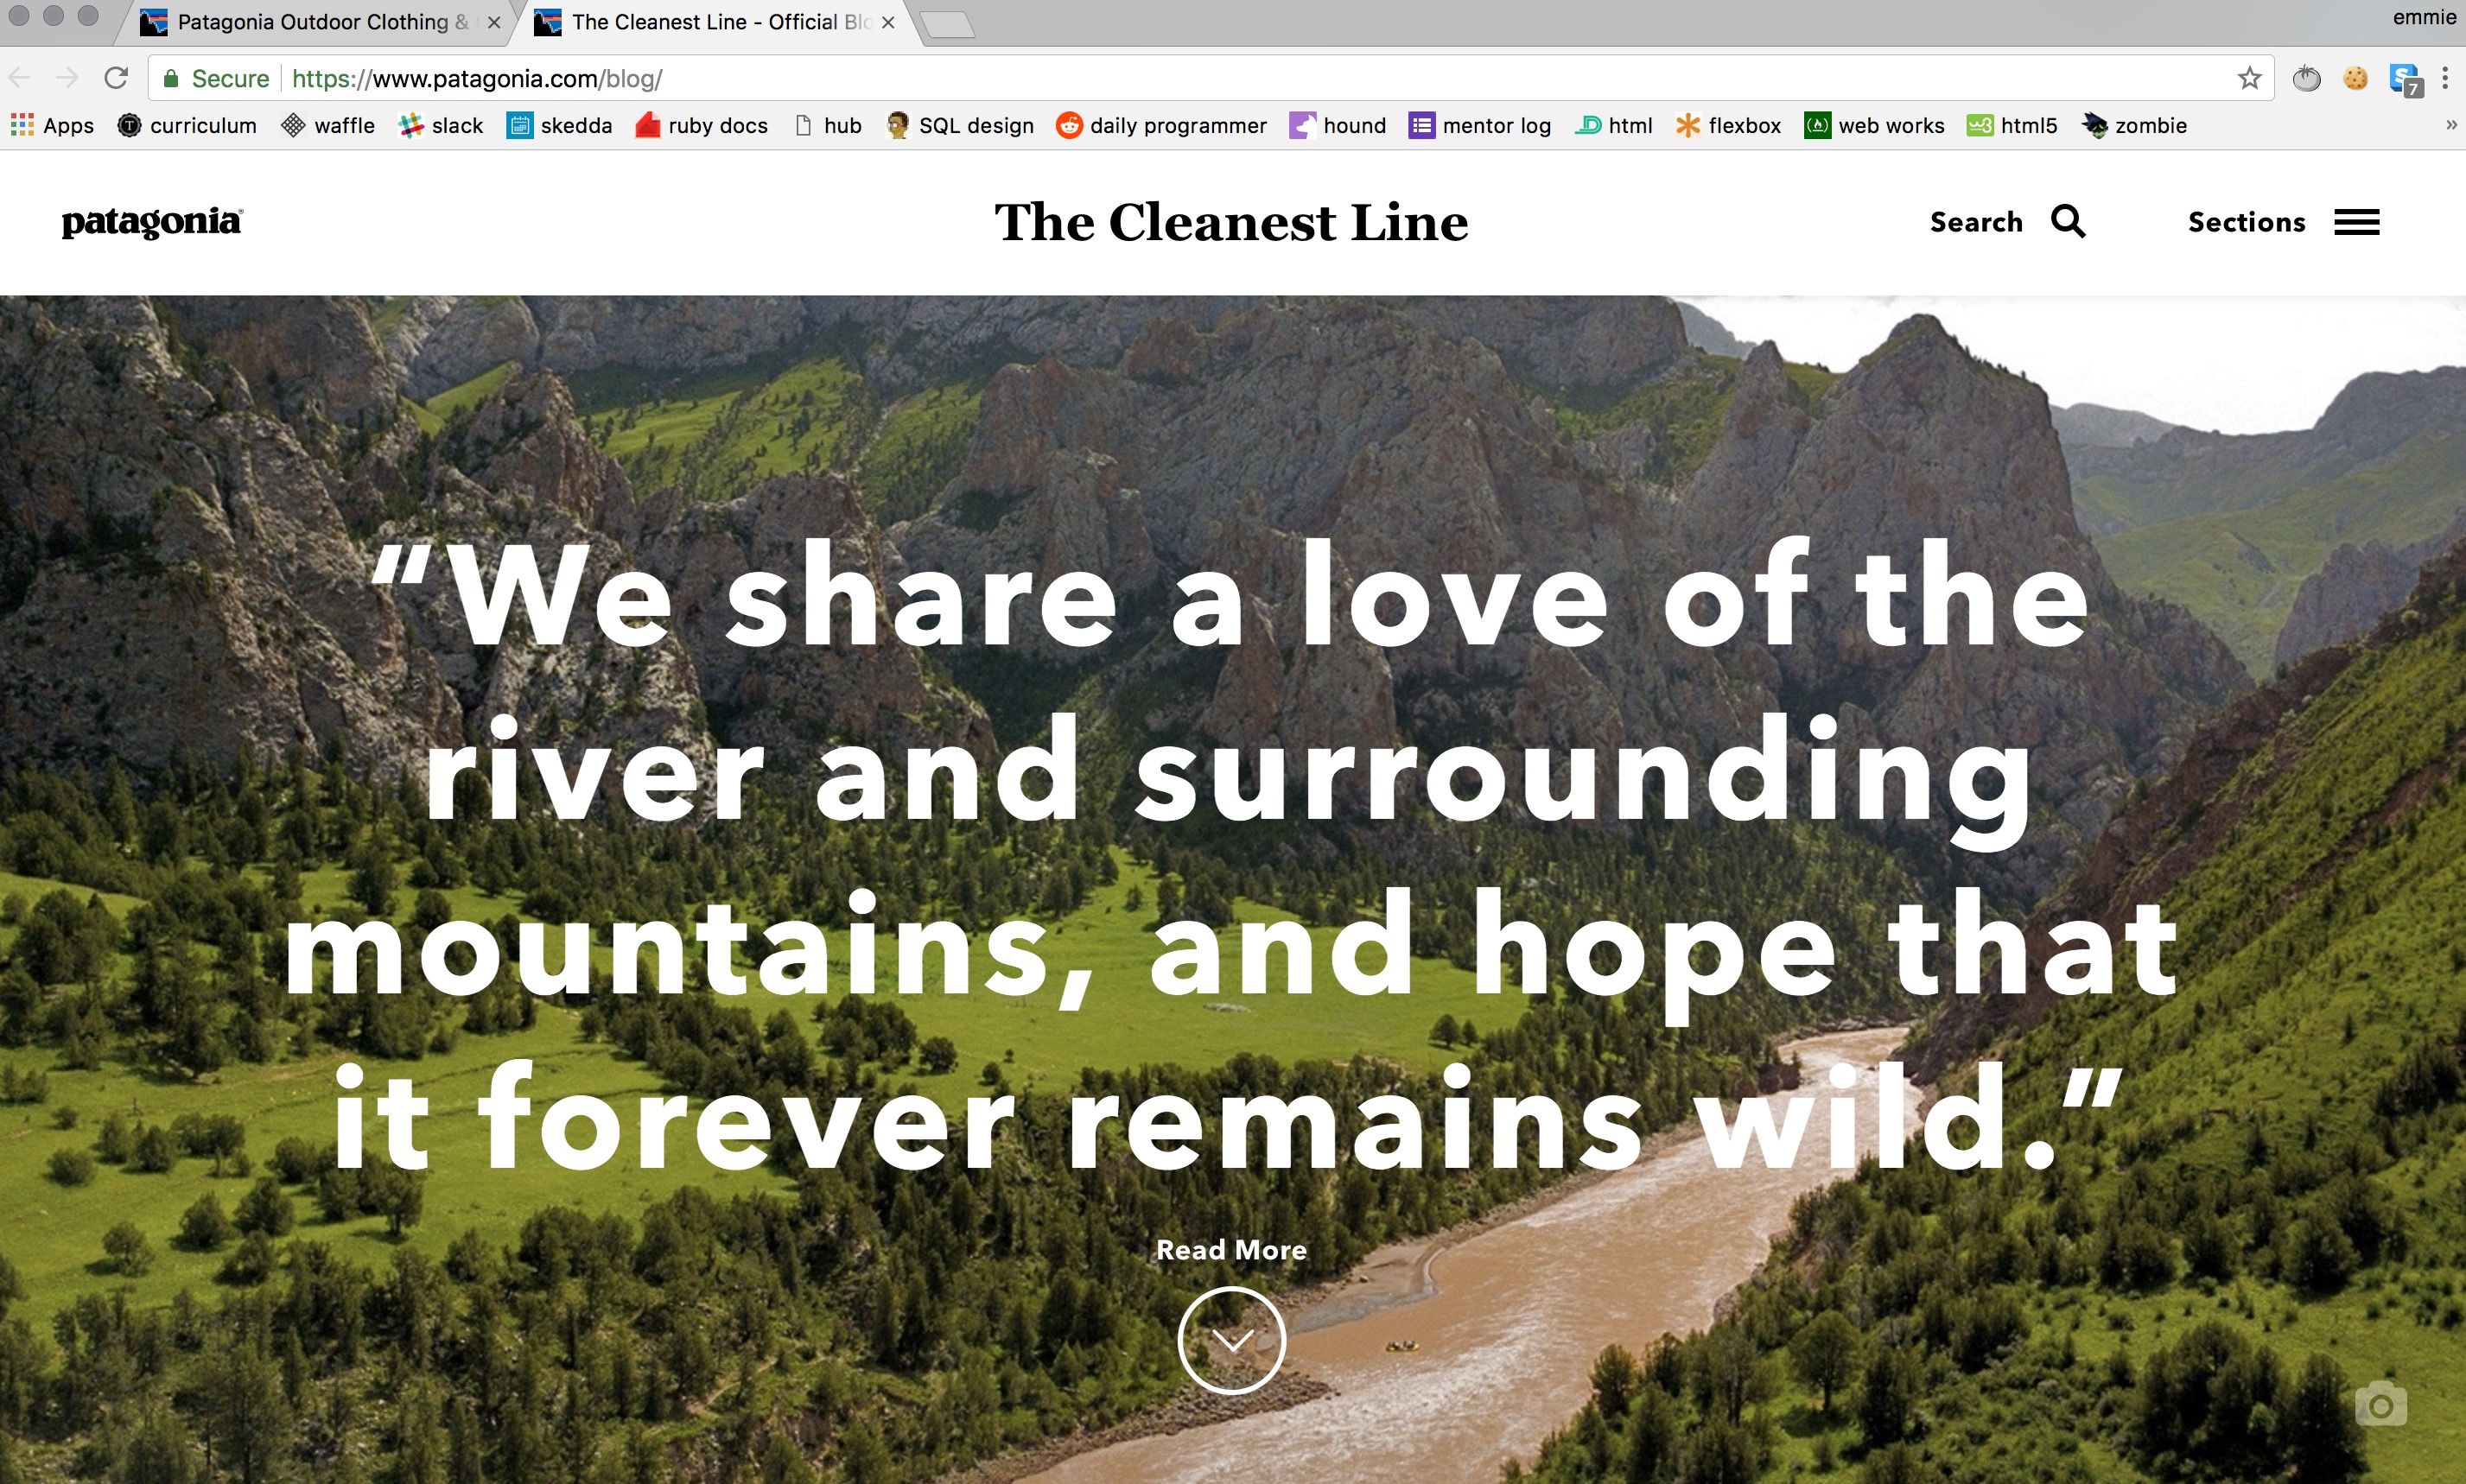 Patagonia Outdoor Clothing &
The Cleanest Line - Official Blo
emmie
Secure https://www.patagonia.com/blog/
7
Apps curriculum waffle slack skedda ruby docs hub SQL design daily programmer hound mentor log html flexbox web works html5 zombie »
patagonia®
The Cleanest Line
Search
Sections
“We share a love of the
river and surrounding
mountains, and hope that
it forever remains wild.”
Read More